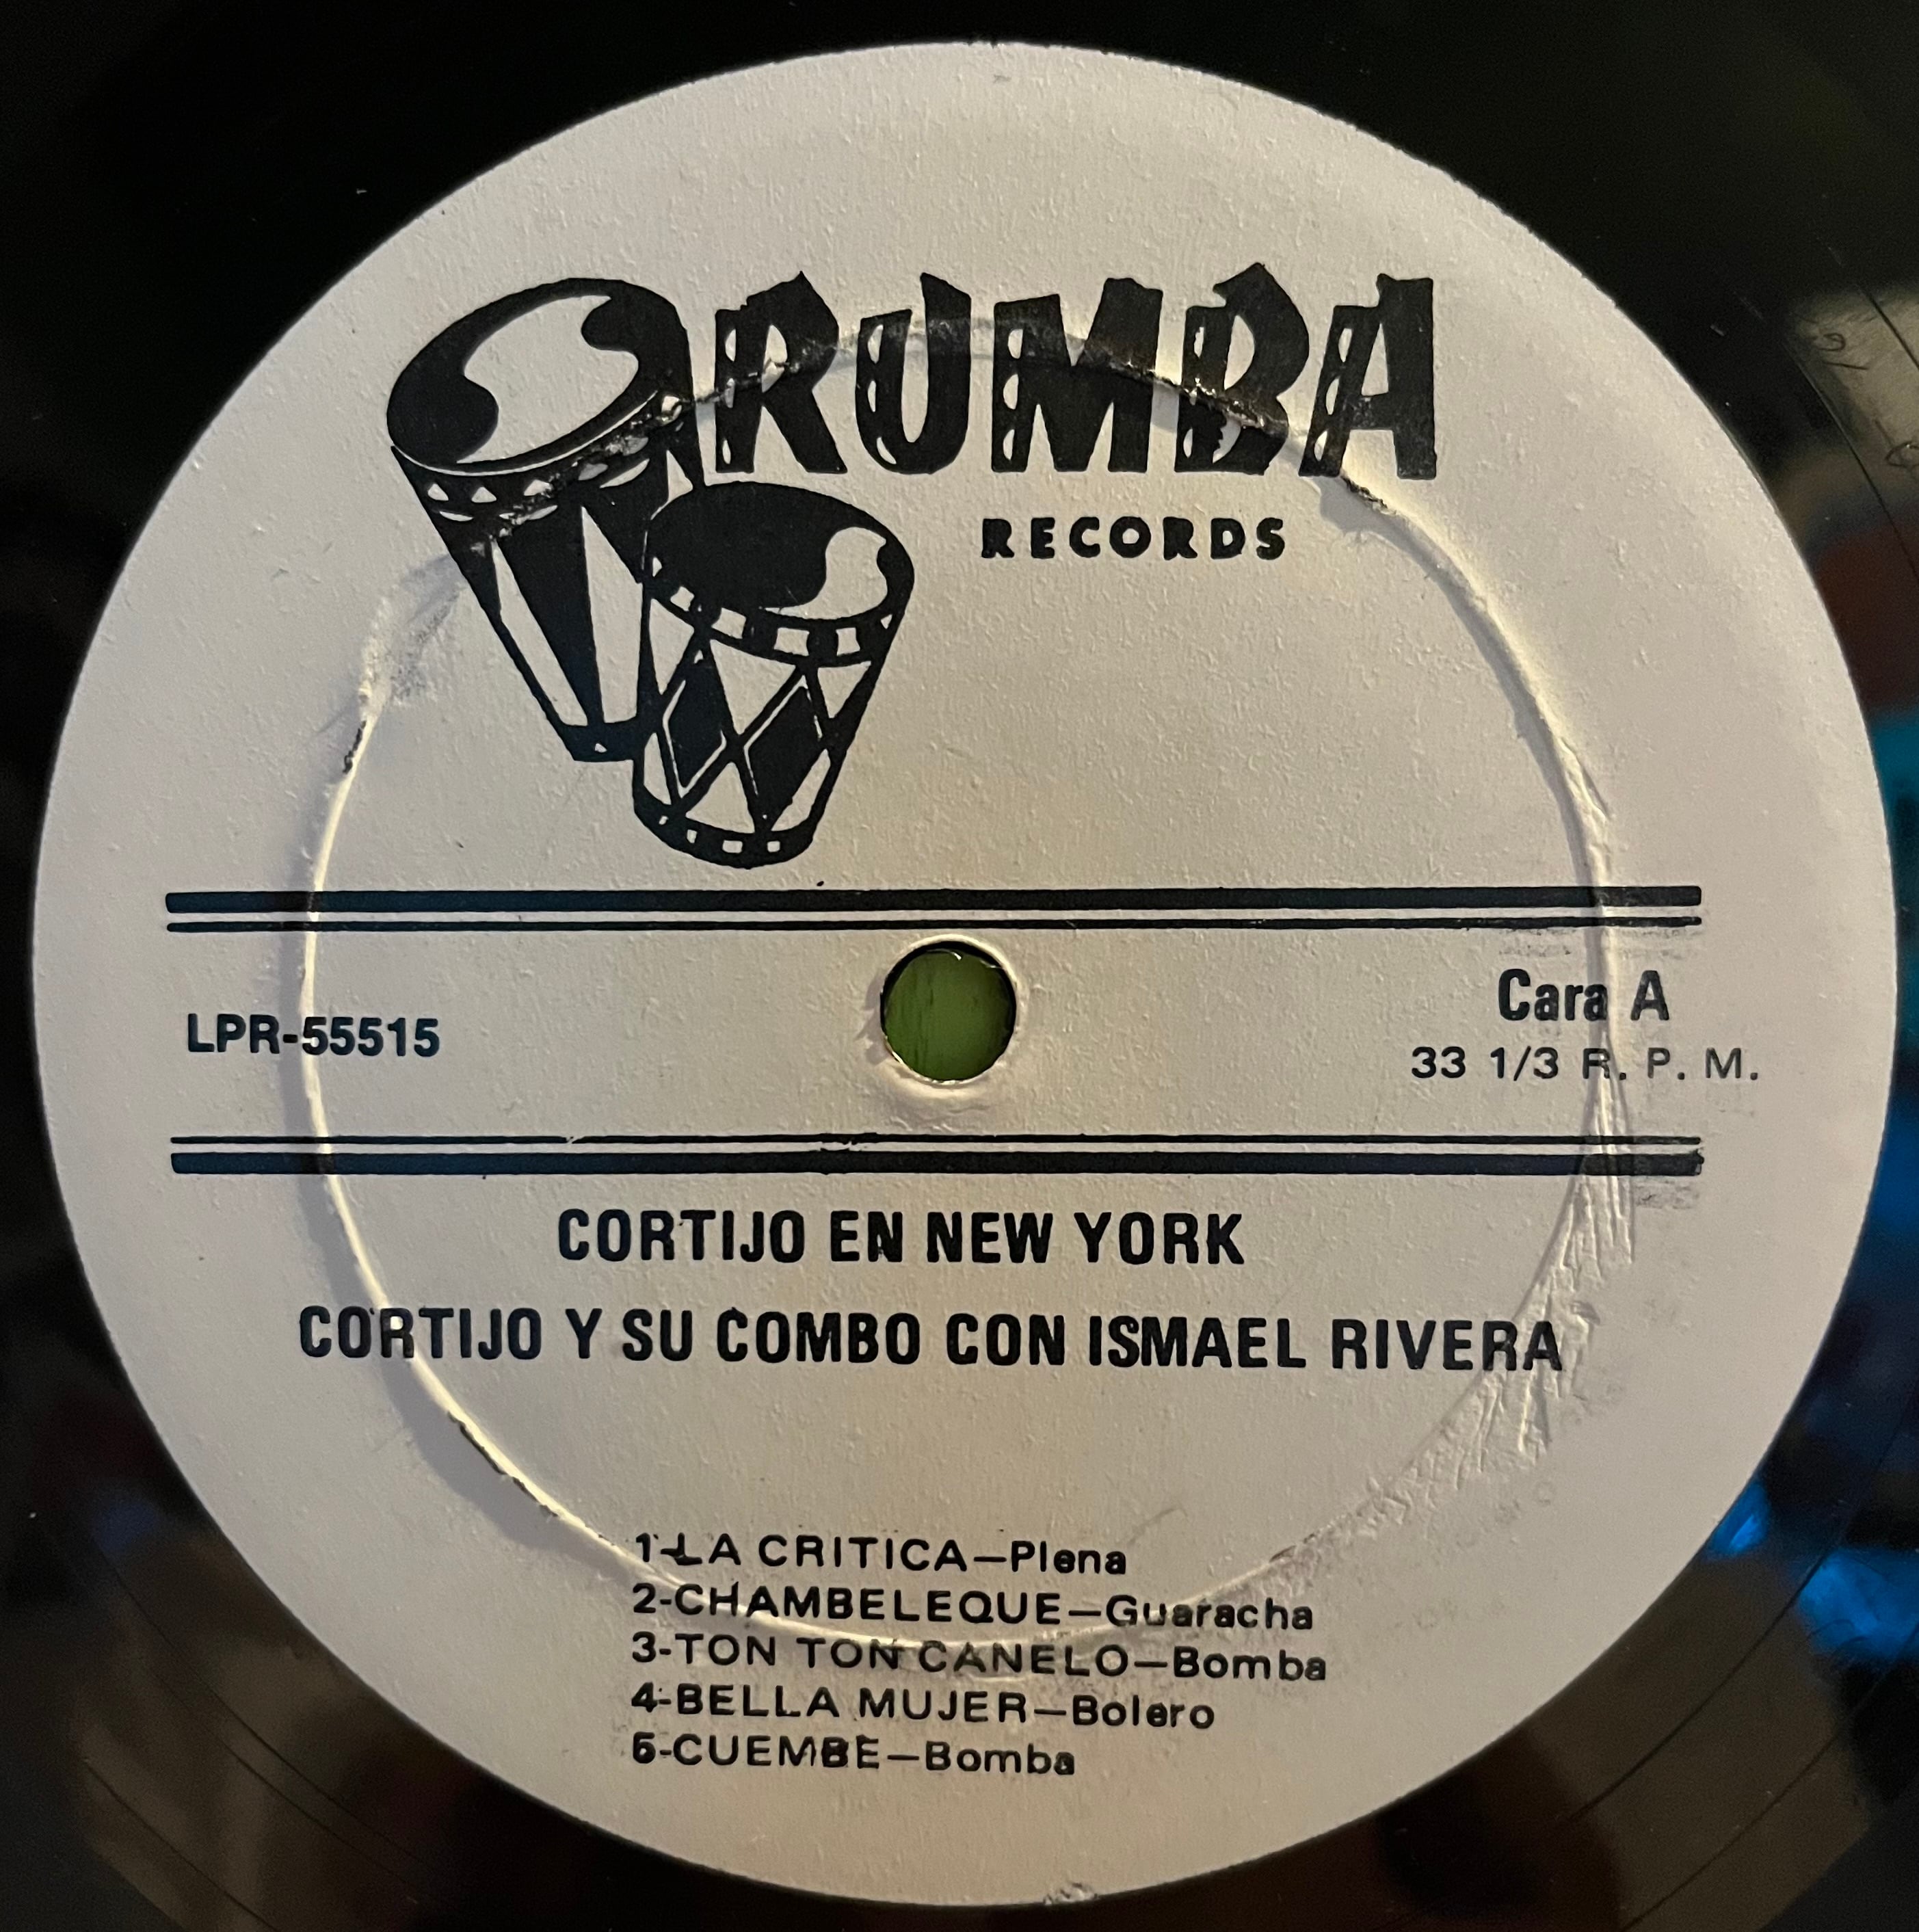 RUMBA
RECORDS
LPR-55515
Cara A
33 1/3 R. P. M.
CORTIJO EN NEW YORK
CORTIJO Y SU COMBO CON ISMAEL RIVERA
1-LA CRITICA—Plena
2-CHAMBELEQUE—Guaracha
3-TON TON CANELO—Bomba
4-BELLA MUJER—Bolero
5-CUEMBE—Bomba